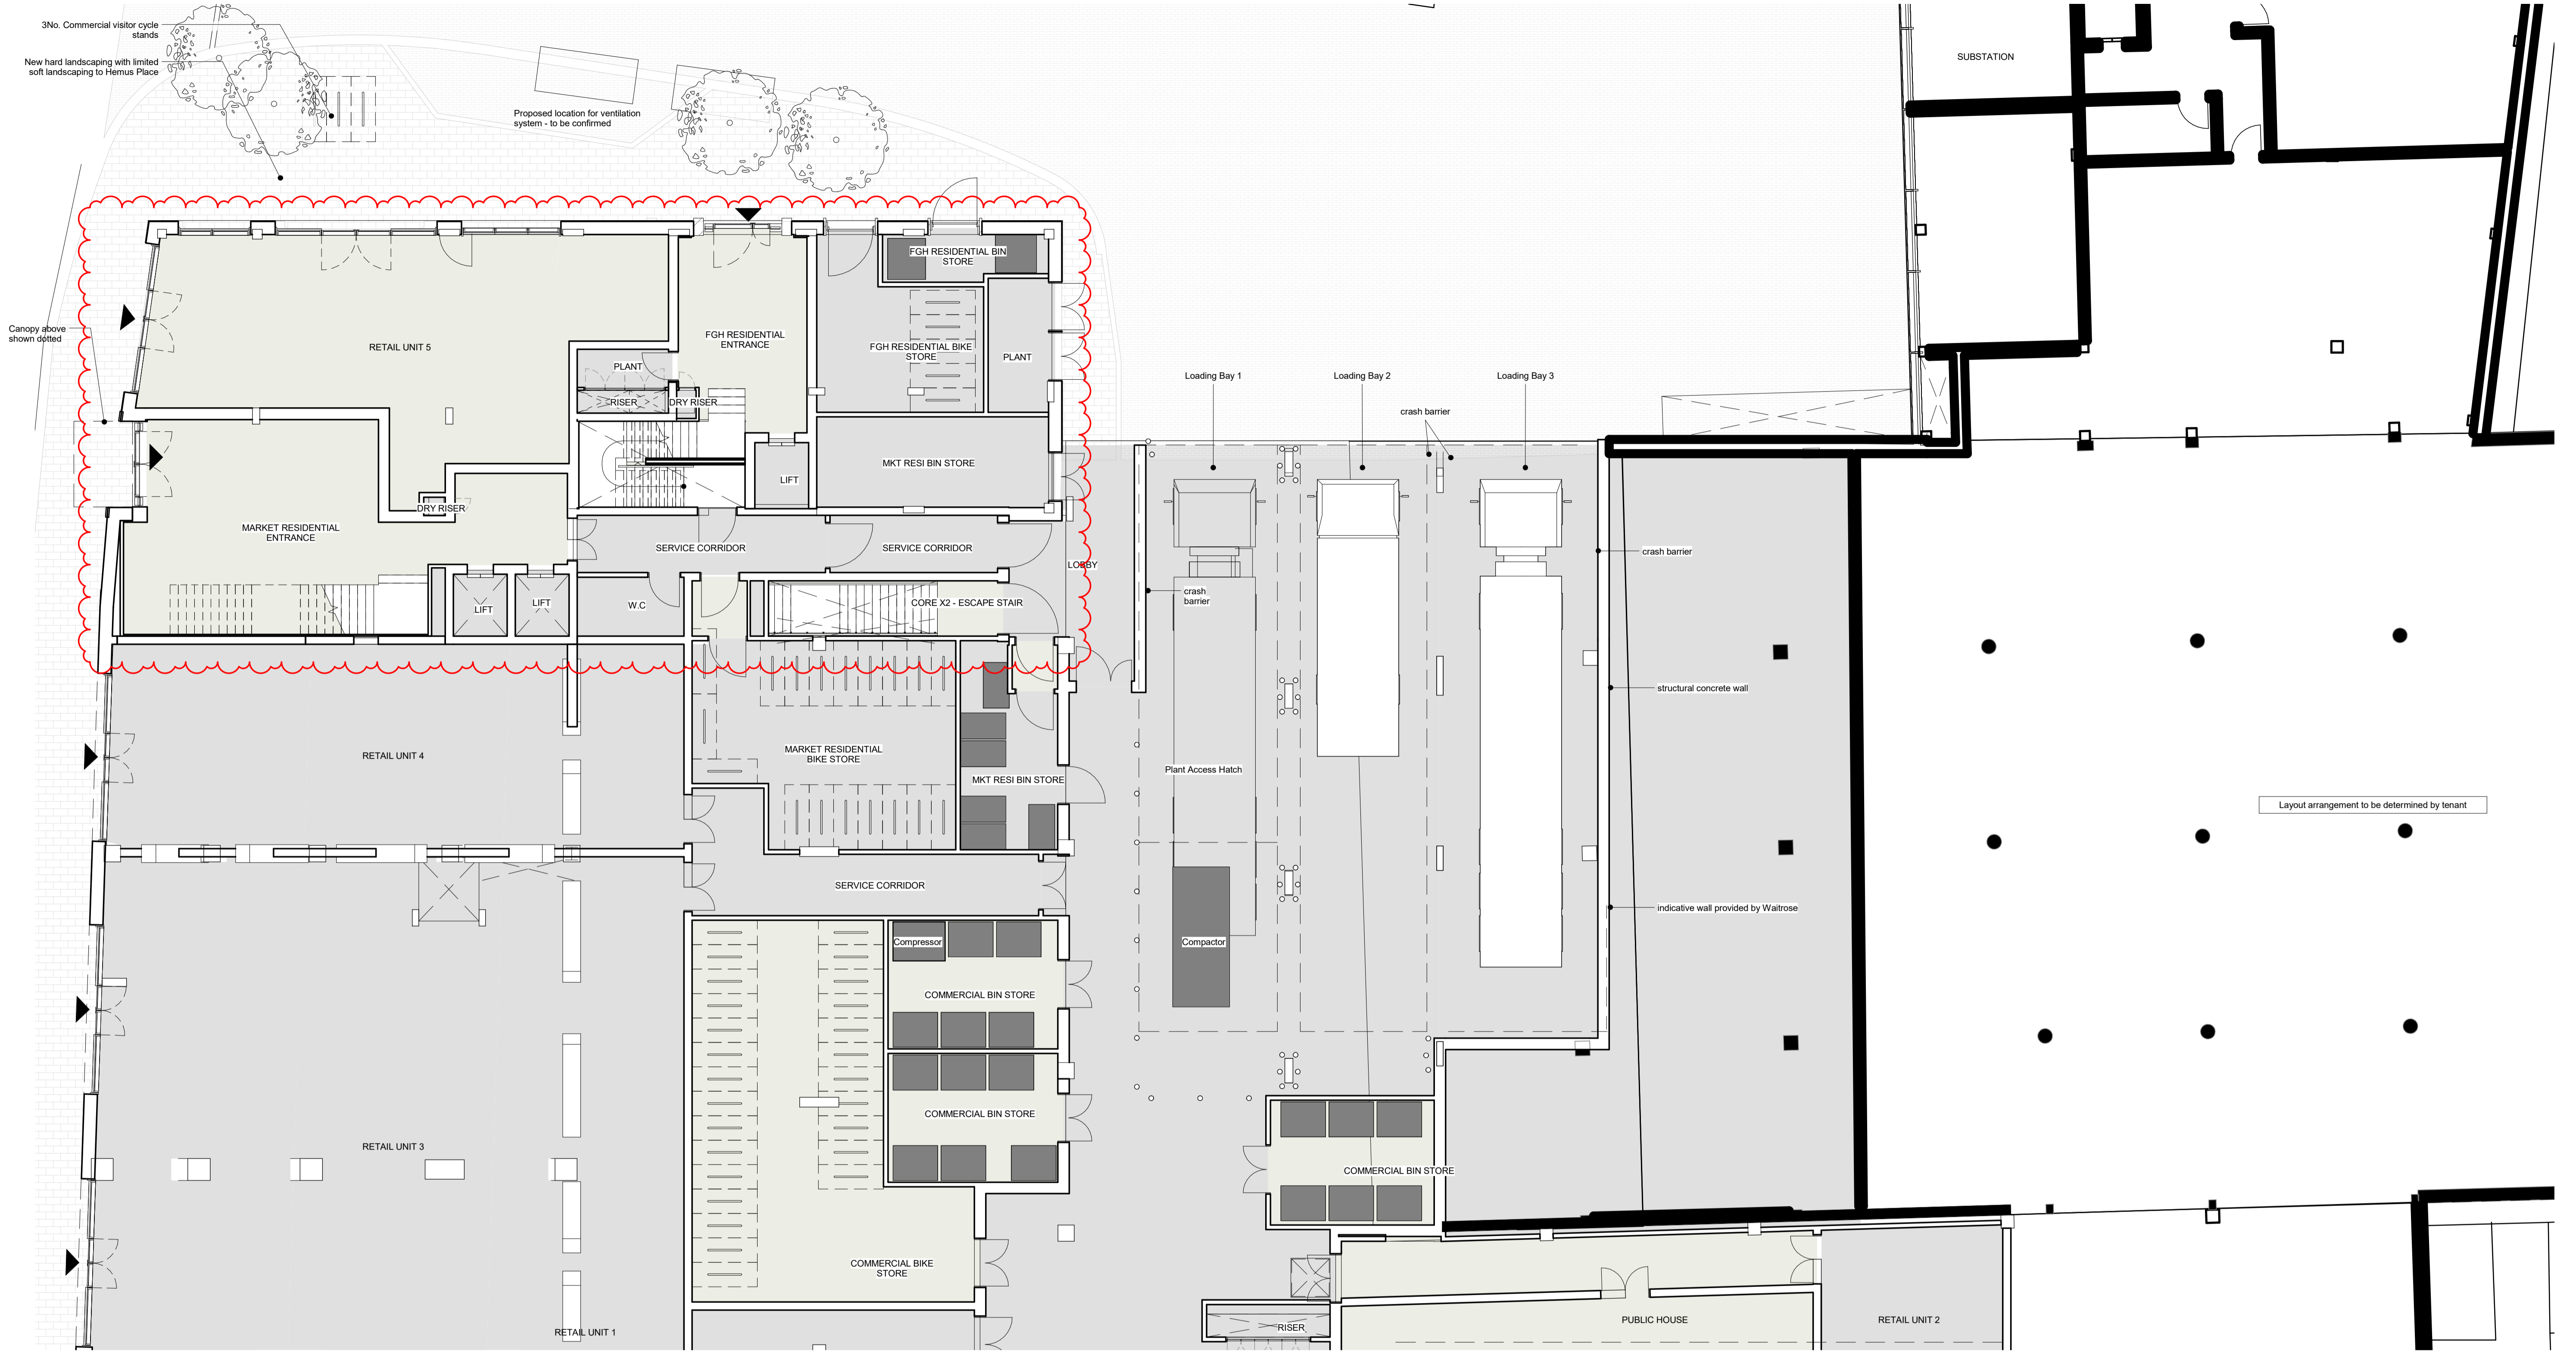 3No. Commercial visitor cycle
stands
New hard landscaping with limited
soft landscaping to Hemus Place
Proposed location for ventilation
system - to be confirmed
SUBSTATION
FGH RESIDENTIAL BIN
STORE
Canopy above
shown dotted
RETAIL UNIT 5
FGH RESIDENTIAL
ENTRANCE
FGH RESIDENTIAL BIKE
STORE
PLANT
PLANT
RISER
DRY RISER
Loading Bay 1
Loading Bay 2
Loading Bay 3
crash barrier
MKT RESI BIN STORE
LIFT
DRY RISER
MARKET RESIDENTIAL
ENTRANCE
SERVICE CORRIDOR
SERVICE CORRIDOR
LOBBY
crash barrier
crash
barrier
LIFT
LIFT
W.C
CORE X2 - ESCAPE STAIR
structural concrete wall
RETAIL UNIT 4
MARKET RESIDENTIAL
BIKE STORE
MKT RESI BIN STORE
Plant Access Hatch
Layout arrangement to be determined by tenant
SERVICE CORRIDOR
indicative wall provided by Waitrose
Compressor
Compactor
COMMERCIAL BIN STORE
COMMERCIAL BIN STORE
RETAIL UNIT 3
COMMERCIAL BIN STORE
COMMERCIAL BIKE
STORE
RETAIL UNIT 1
RISER
PUBLIC HOUSE
RETAIL UNIT 2